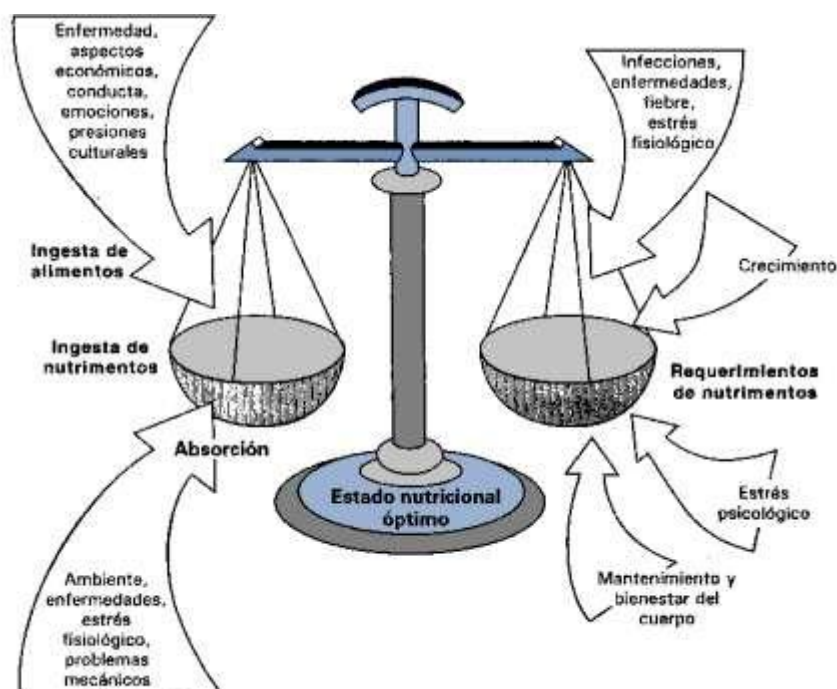 Enfermedad,
aspectos
económicos,
conducta,
emociones,
presiones
culturales
Ingesta de
alimentos
Ingesta de
nutrimentos
Absorción
Ambiente,
enfermedades,
estrés
fisiológico,
problemas
mecánicos
Estado nutricional
óptimo
Infecciones,
enfermedades,
fiebre,
estrés
fisiológico
Crecimiento
Requerimientos
de nutrimentos
Estrés
psicológico
Mantenimiento y
bienestar del
cuerpo